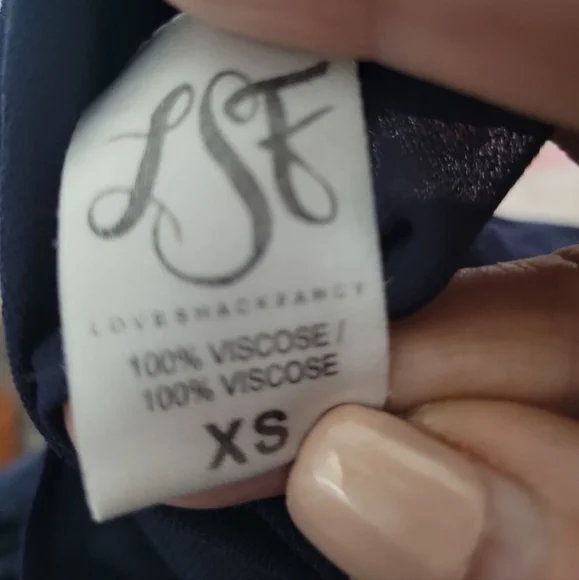 LSF
LOVESHACKFANCY
100% VISCOSE /
100% VISCOSE
XS